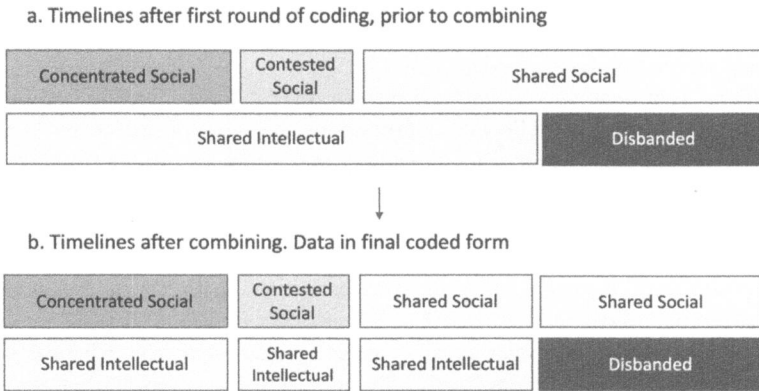 a. Timelines after first round of coding, prior to combining
Concentrated Social
Contested
Social
Shared Social
Shared Intellectual
Disbanded
b. Timelines after combining. Data in final coded form
Concentrated Social
Contested
Social
Shared Social
Shared Social
Shared Intellectual
Shared
Intellectual
Shared Intellectual
Disbanded